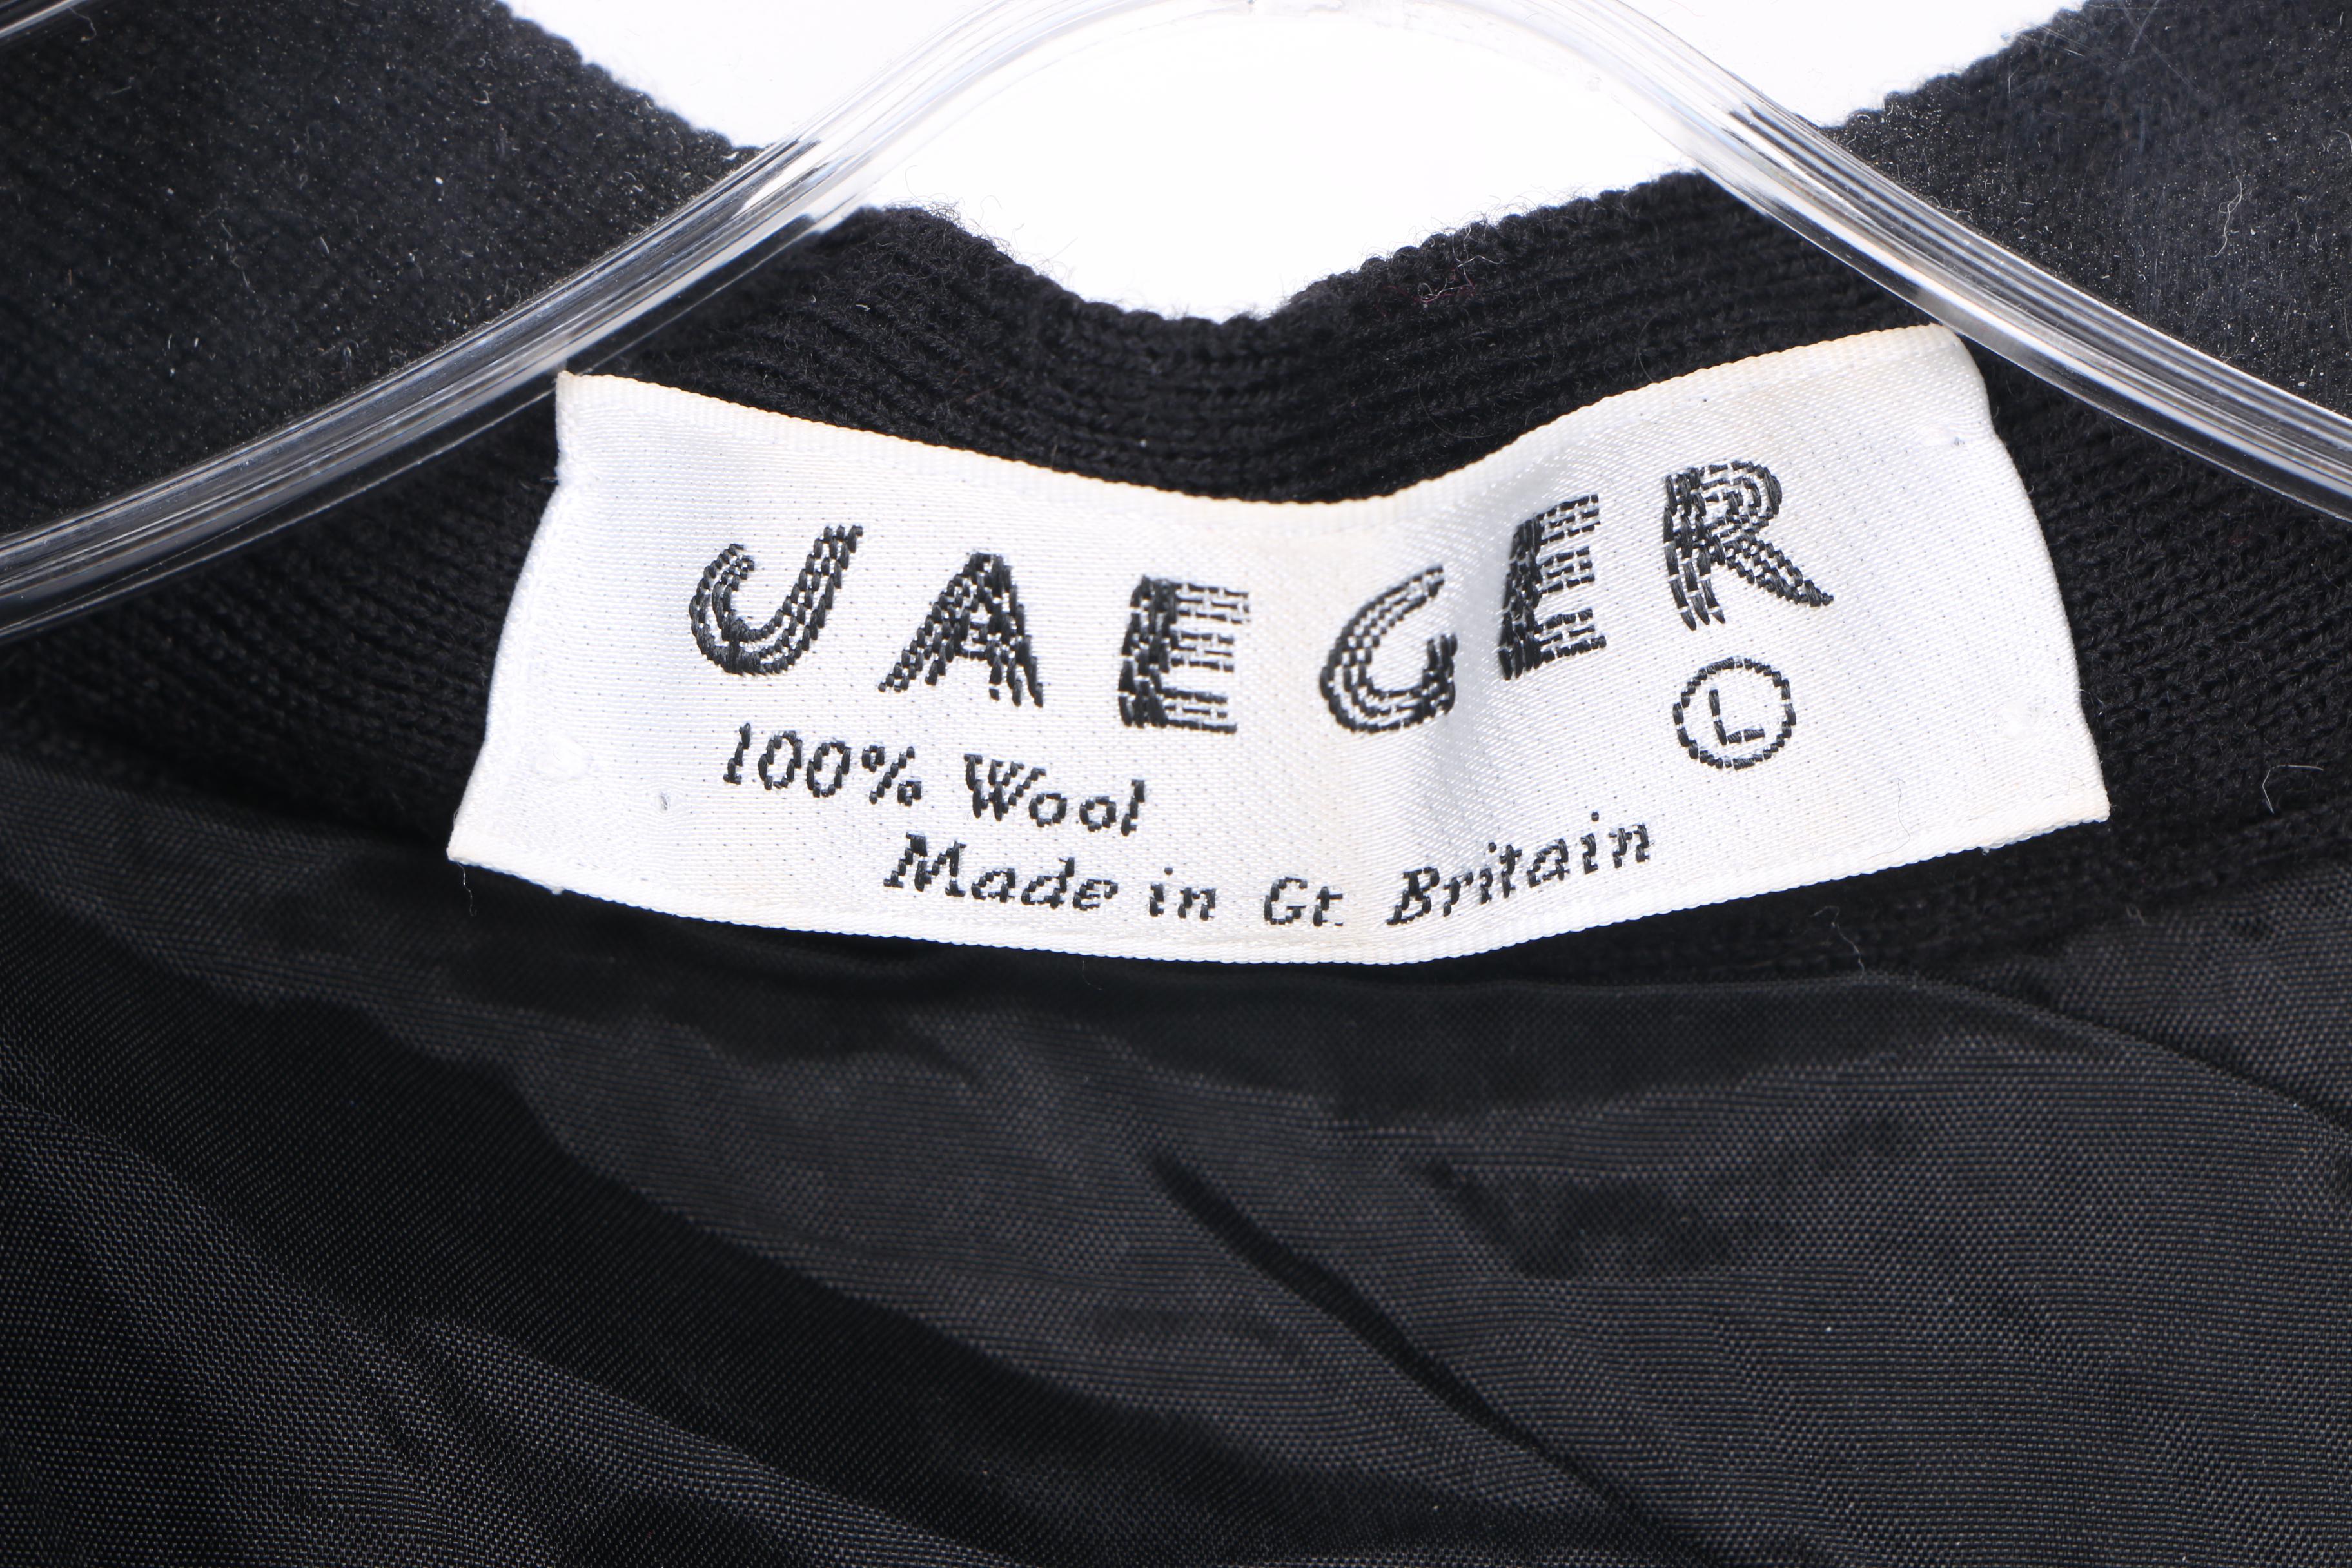 JAEGER
L
100% Wool
Made in Gt. Britain